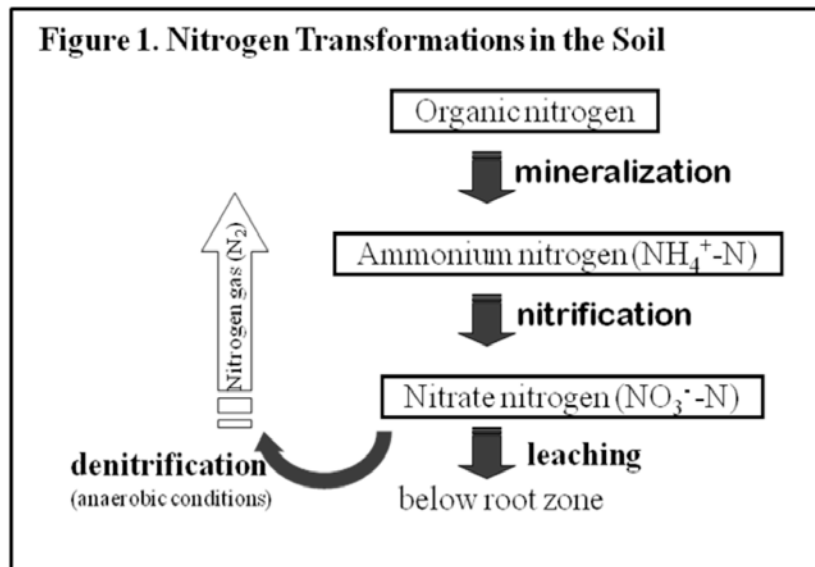 Figure 1. Nitrogen Transformations in the Soil
Organic nitrogen
mineralization
Ammonium nitrogen (NH₄⁺-N)
nitrification
Nitrogen gas (N₂)
Nitrate nitrogen (NO₃⁻-N)
denitrification
(anaerobic conditions)
leaching
below root zone